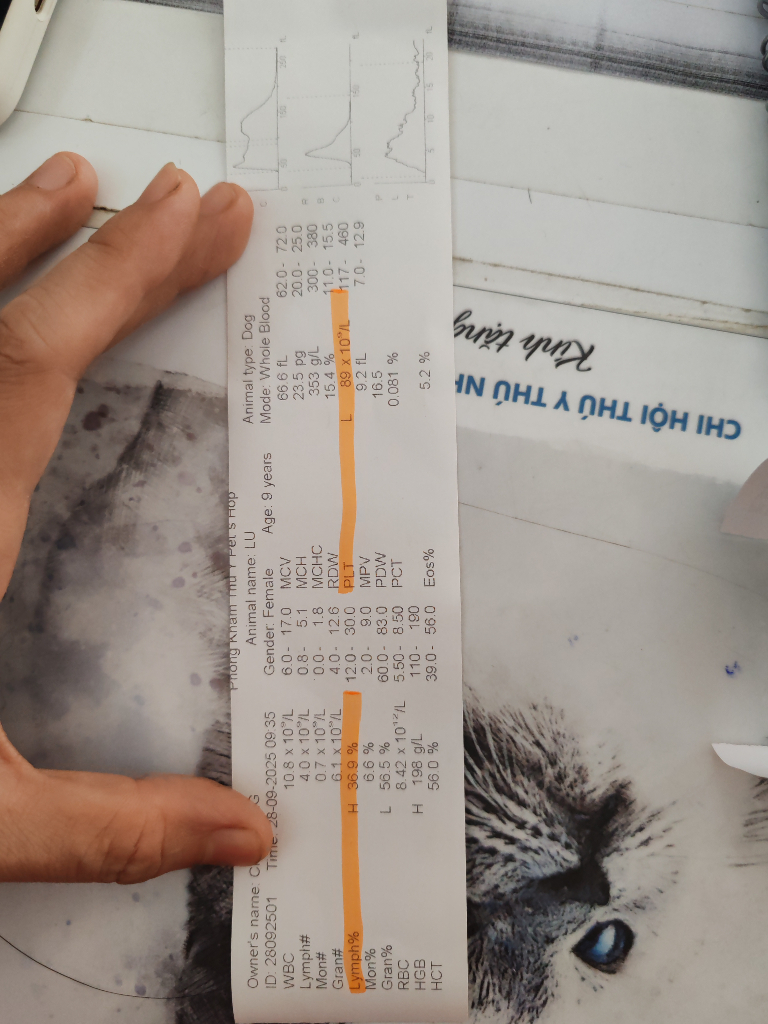 Phòng Khám Thú Y Pet's Hop
Owner's name: Animal name: LU Animal type: Dog
ID: 28092501 Time: 28-09-2025 09:35 Gender: Female Age: 9 years Mode: Whole Blood
WBC 10.8 x 10⁹/L 6.0 - 17.0 MCV 66.6 fL 62.0 - 72.0
Lymph# 4.0 x 10⁹/L 0.8 - 5.1 MCH 23.5 pg 20.0 - 25.0
Mon# 0.7 x 10⁹/L 0.0 - 1.8 MCHC 353 g/L 300 - 380
Gran# 6.1 x 10⁹/L 4.0 - 12.6 RDW 15.4 % 11.0 - 15.5
Lymph% H 36.9 % 12.0 - 30.0 PLT L 89 x 10⁹/L 117 - 460
Mon% 6.6 % 2.0 - 9.0 MPV 9.2 fL 7.0 - 12.9
Gran% L 56.5 % 60.0 - 83.0 PDW 16.5
RBC 8.42 x 10¹²/L 5.50 - 8.50 PCT 0.081 %
HGB H 198 g/L 110 - 190
HCT 56.0 % 39.0 - 56.0 Eos% 5.2 %
Kính tặng
CHI HỘI THÚ Y THÚ